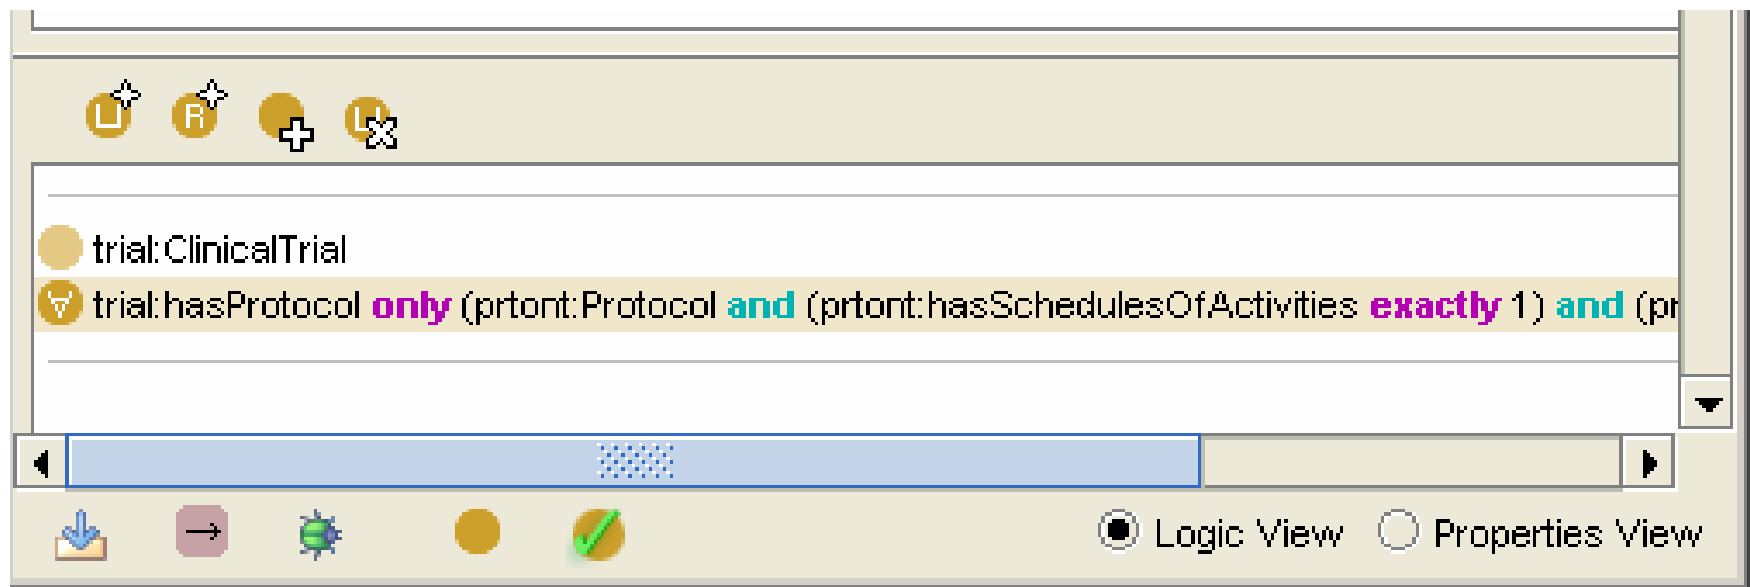 trial:ClinicalTrial
trial:hasProtocol only (prtont:Protocol and (prtont:hasSchedulesOfActivities exactly 1) and (pr
Logic View Properties View